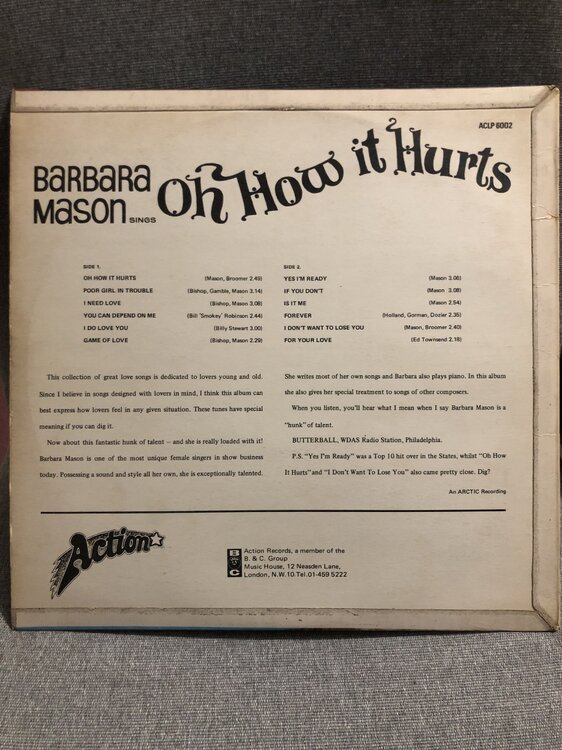 ACLP 6002
BARBARA MASON SINGS Oh How it Hurts
SIDE 1.
OH HOW IT HURTS (Mason, Broomer 2.49)
POOR GIRL IN TROUBLE (Bishop, Gamble, Mason 3.14)
I NEED LOVE (Bishop, Mason 3.08)
YOU CAN DEPEND ON ME (Bill 'Smokey' Robinson 2.44)
I DO LOVE YOU (Billy Stewart 3.00)
GAME OF LOVE (Bishop, Mason 2.29)
SIDE 2.
YES I'M READY (Mason 3.06)
IF YOU DON'T (Mason 3.08)
IS IT ME (Mason 2.54)
FOREVER (Holland, Gorman, Dozier 2.35)
I DON'T WANT TO LOSE YOU (Mason, Broomer 2.40)
FOR YOUR LOVE (Ed Townsend 2.18)
This collection of great love songs is dedicated to lovers young and old.
Since I believe in songs designed with lovers in mind, I think this album can
best express how lovers feel in any given situation. These tunes have special
meaning if you can dig it.
Now about this fantastic hunk of talent – and she is really loaded with it!
Barbara Mason is one of the most unique female singers in show business
today. Possessing a sound and style all her own, she is exceptionally talented.
She writes most of her own songs and Barbara also plays piano. In this album
she also gives her special treatment to songs of other composers.
When you listen, you'll hear what I mean when I say Barbara Mason is a
"hunk" of talent.
BUTTERBALL, WDAS Radio Station, Philadelphia.
P.S. "Yes I'm Ready" was a Top 10 hit over in the States, whilst "Oh How
It Hurts" and "I Don't Want To Lose You" also came pretty close. Dig?
An ARCTIC Recording
Action
B
C
Action Records, a member of the
B. & C. Group
Music House, 12 Neasden Lane,
London, N.W.10 Tel.01-459 5222